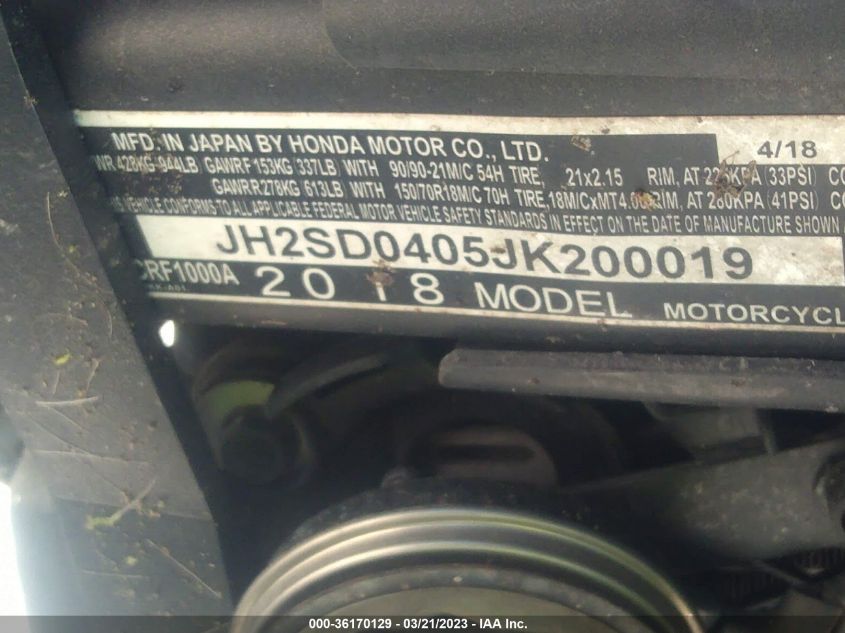 MFD. IN JAPAN BY HONDA MOTOR CO., LTD. 4/18
428KG 944LB GAWRF 153KG (337LB) WITH 90/90-21M/C 54H TIRE, 21x2.15 RIM, AT (33PSI)
GAWRR 278KG 613LB WITH 150/70R18M/C 70H TIRE, RIM, AT 280KPA (41PSI)
VEHICLE CONFORMS TO ALL APPLICABLE FEDERAL MOTOR VEHICLE SAFETY STANDARDS IN EFFECT ON THE DATE OF MANUFACTURE SHOWN
JH2SD0405JK200019
CRF1000A 2018 MODEL MOTORCYCL
000-36170129 - 03/21/2023 - IAA Inc.